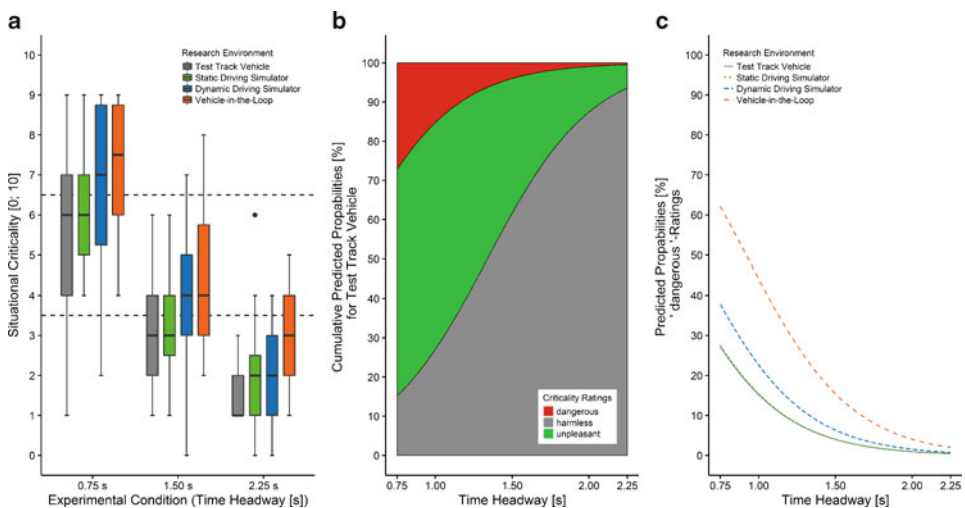 a
Situational Criticality [0; 10]
10
9
8
7
6
5
4
3
2
1
0
Research Environment
Test Track Vehicle
Static Driving Simulator
Dynamic Driving Simulator
Vehicle-in-the-Loop
0.75 s
1.50 s
2.25 s
Experimental Condition (Time Headway [s])
b
Cumulative Predicted Propabilities [%]
for Test Track Vehicle
100
90
80
70
60
50
40
30
20
10
0
Criticality Ratings
dangerous
harmless
unpleasant
0.75
1.00
1.50
2.00
2.25
Time Headway [s]
c
Predicted Propabilities [%]
' dangerous '-Ratings
100
90
80
70
60
50
40
30
20
10
0
Research Environment
Test Track Vehicle
Static Driving Simulator
Dynamic Driving Simulator
Vehicle-in-the-Loop
0.75
1.00
1.50
2.00
2.25
Time Headway [s]